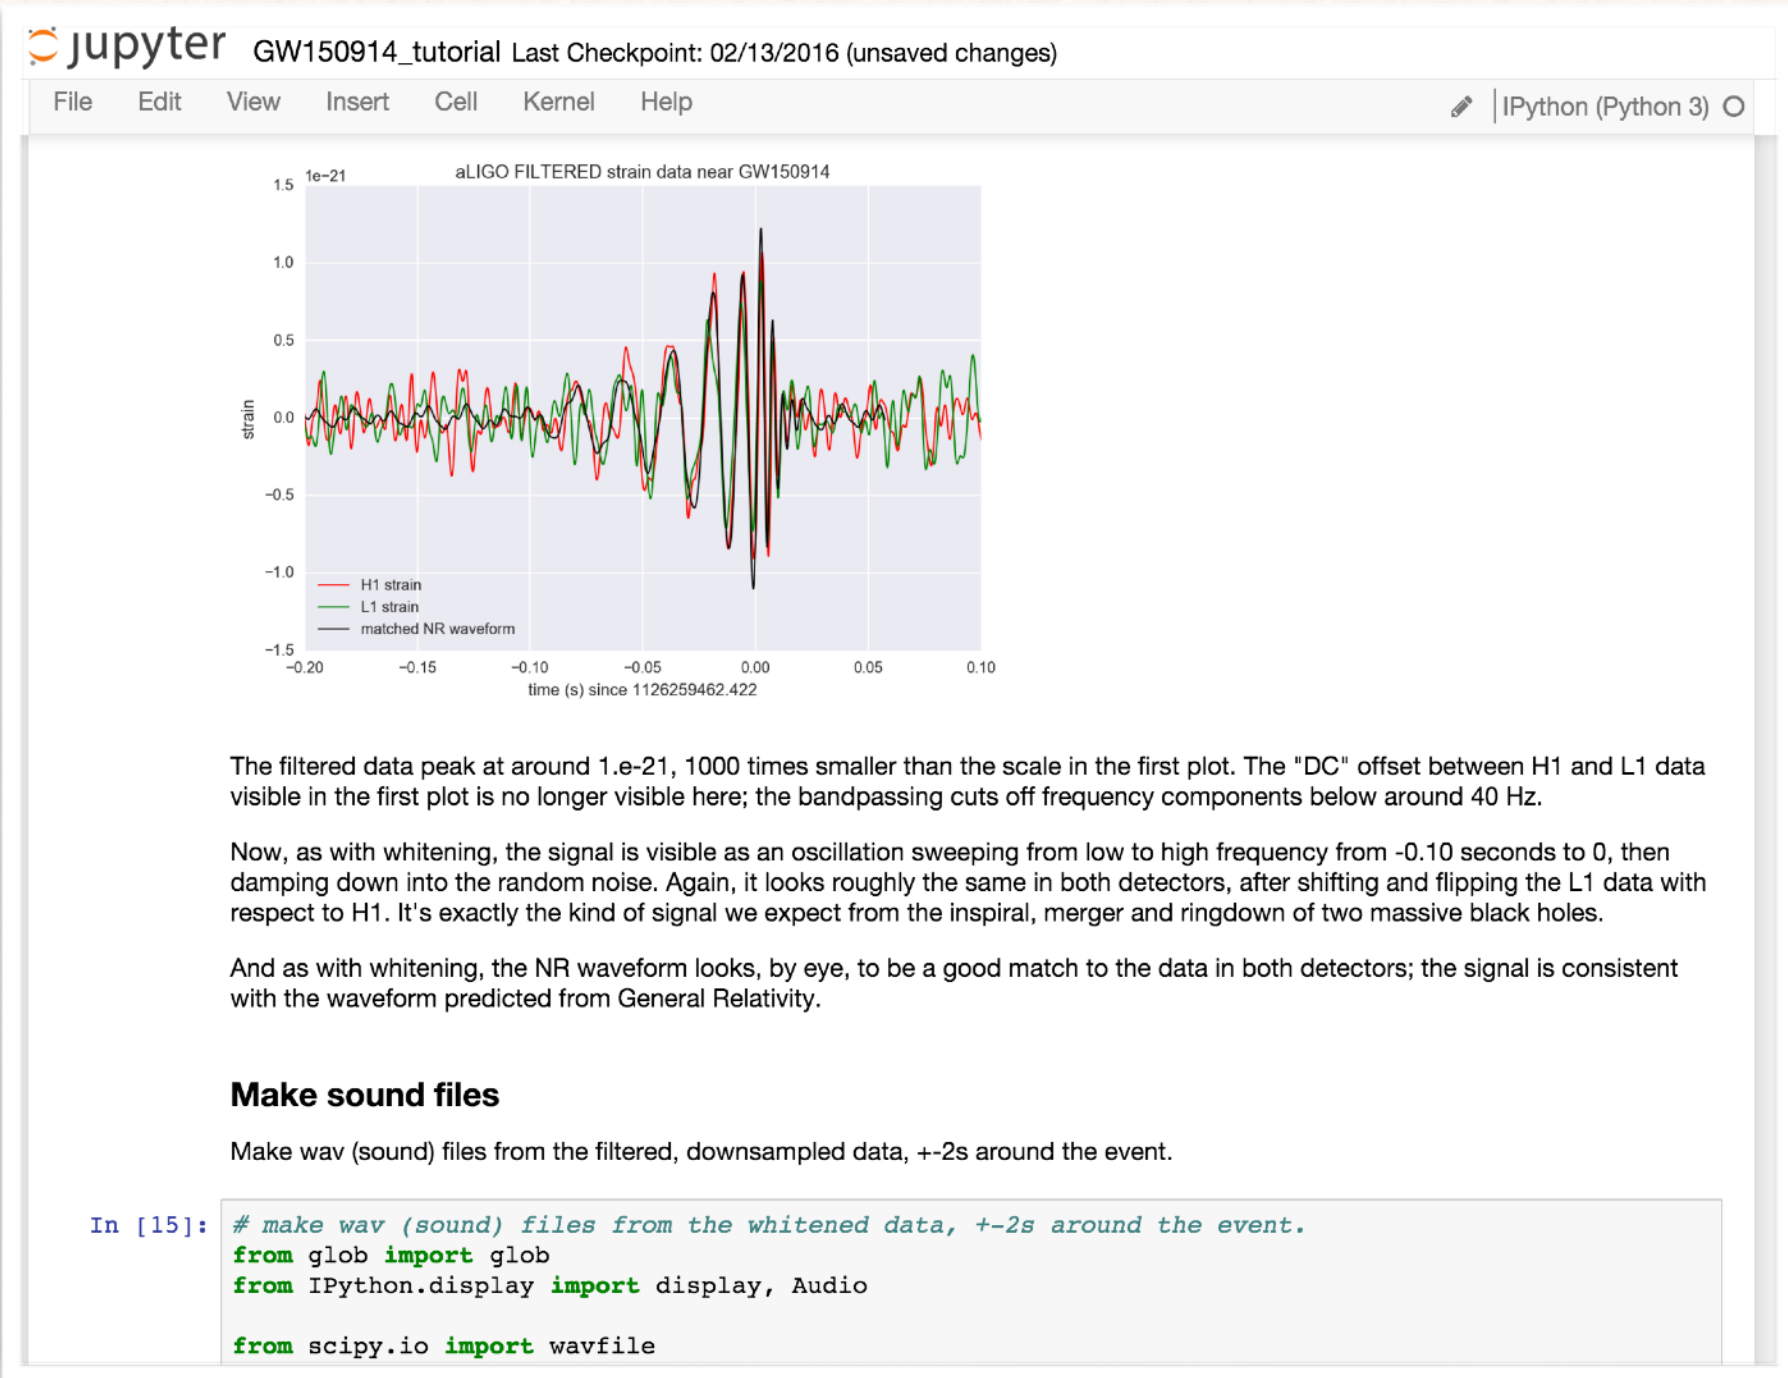 jupyter GW150914_tutorial Last Checkpoint: 02/13/2016 (unsaved changes)
File Edit View Insert Cell Kernel Help IPython (Python 3)
1e−21 aLIGO FILTERED strain data near GW150914
1.5
1.0
0.5
0.0
−0.5
−1.0
−1.5
strain
H1 strain
L1 strain
matched NR waveform
−0.20 −0.15 −0.10 −0.05 0.00 0.05 0.10
time (s) since 1126259462.422
The filtered data peak at around 1.e-21, 1000 times smaller than the scale in the first plot. The "DC" offset between H1 and L1 data
visible in the first plot is no longer visible here; the bandpassing cuts off frequency components below around 40 Hz.
Now, as with whitening, the signal is visible as an oscillation sweeping from low to high frequency from -0.10 seconds to 0, then
damping down into the random noise. Again, it looks roughly the same in both detectors, after shifting and flipping the L1 data with
respect to H1. It's exactly the kind of signal we expect from the inspiral, merger and ringdown of two massive black holes.
And as with whitening, the NR waveform looks, by eye, to be a good match to the data in both detectors; the signal is consistent
with the waveform predicted from General Relativity.
Make sound files
Make wav (sound) files from the filtered, downsampled data, +-2s around the event.
In [15]: # make wav (sound) files from the whitened data, +-2s around the event.
from glob import glob
from IPython.display import display, Audio
from scipy.io import wavfile